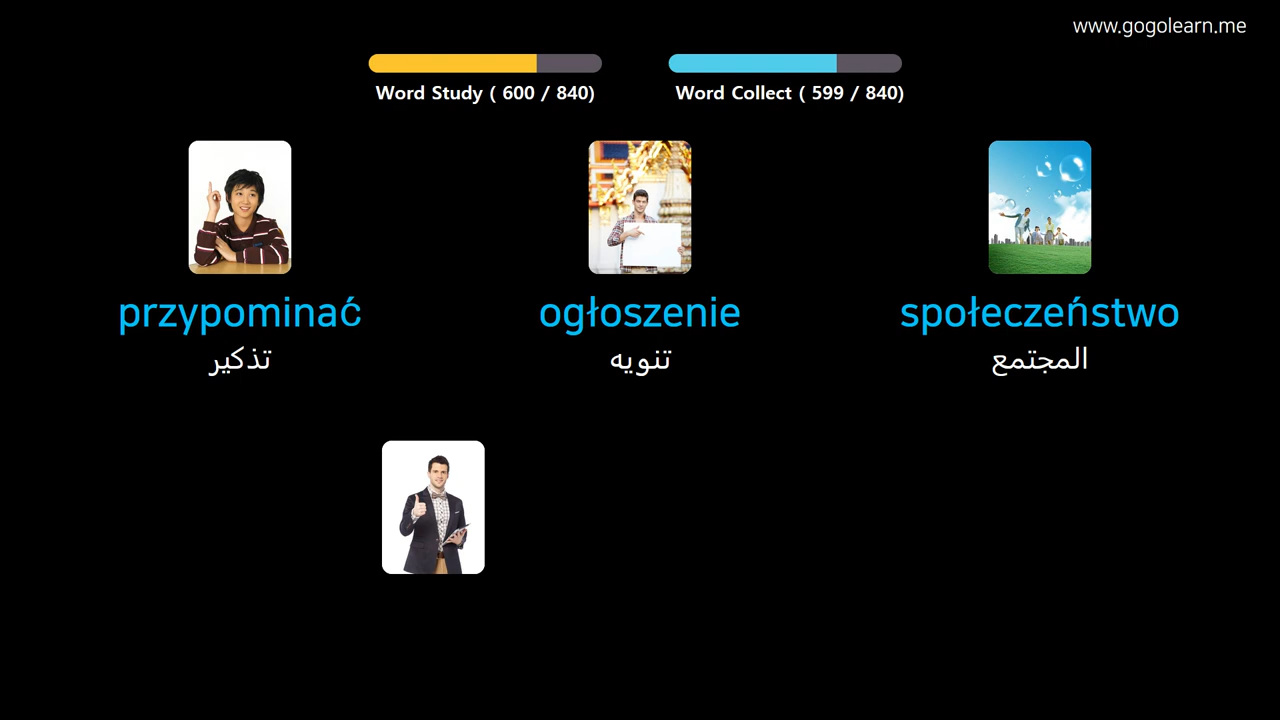 www.gogolearn.me
Word Study ( 600 / 840)
Word Collect ( 599 / 840)
przypominać
ogłoszenie
społeczeństwo
تذكير
تنويه
المجتمع